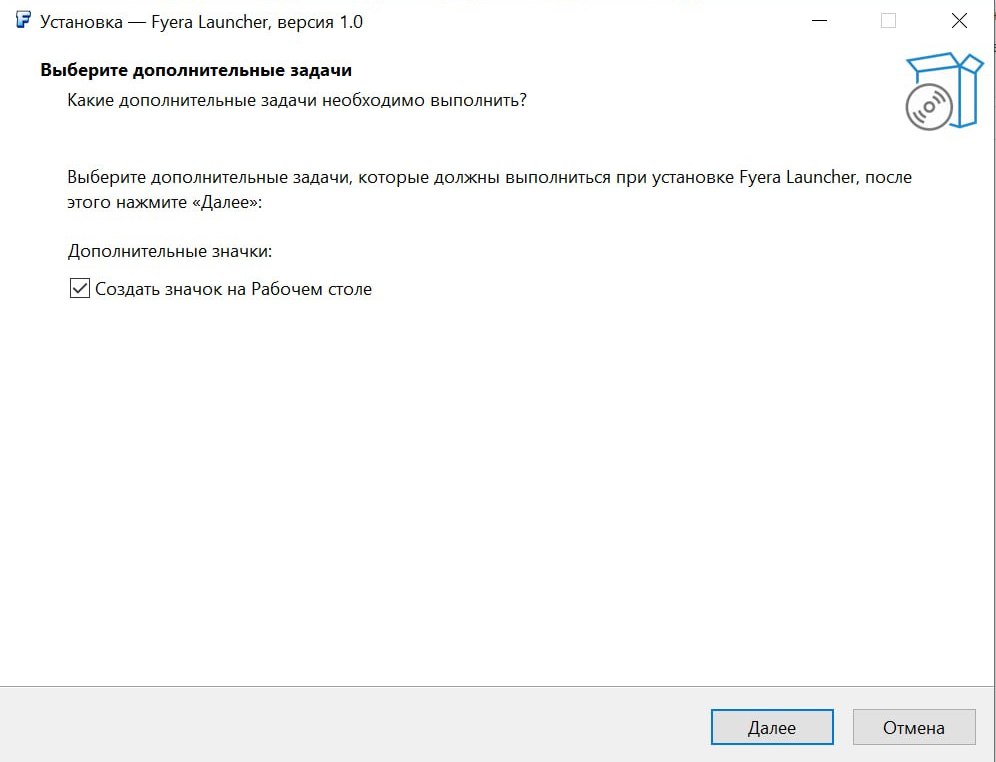 Установка — Fyera Launcher, версия 1.0
Выберите дополнительные задачи
Какие дополнительные задачи необходимо выполнить?
Выберите дополнительные задачи, которые должны выполниться при установке Fyera Launcher, после
этого нажмите «Далее»:
Дополнительные значки:
Создать значок на Рабочем столе
Далее
Отмена